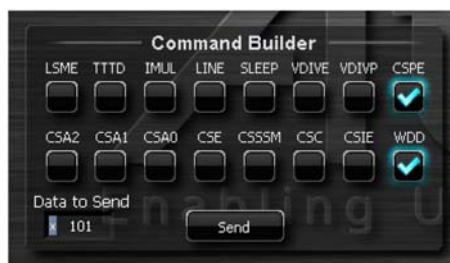 Command Builder
LSME TTTD IMUL LINE SLEEP VDIVE VDIVP CSPE
CSA2 CSA1 CSA0 CSE CSSSM CSC CSIE WDD
Data to Send
x 101
Send
Enabling U